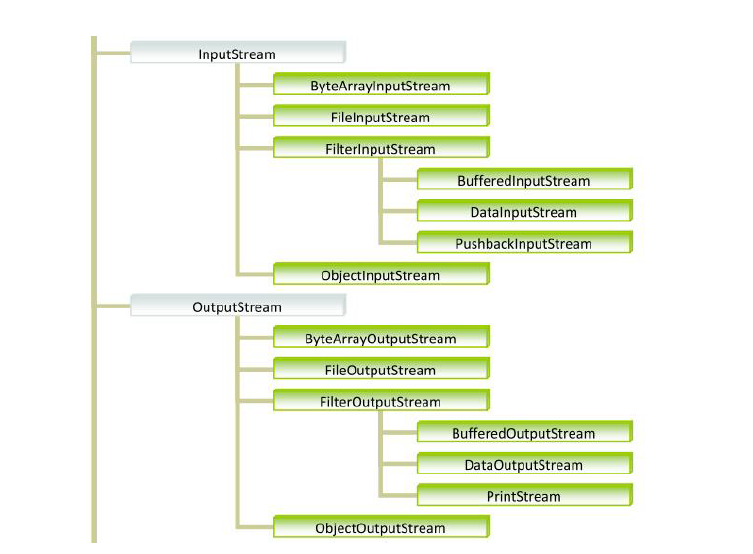 InputStream
ByteArrayInputStream
FileInputStream
FilterInputStream
BufferedInputStream
DataInputStream
PushbackInputStream
ObjectInputStream
OutputStream
ByteArrayOutputStream
FileOutputStream
FilterOutputStream
BufferedOutputStream
DataOutputStream
PrintStream
ObjectOutputStream